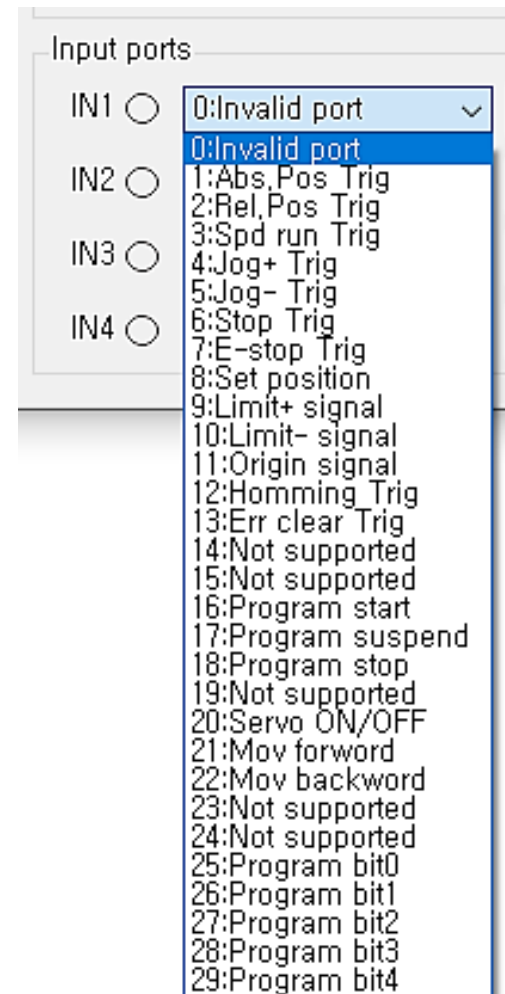 Input ports
IN1 0:Invalid port
0:Invalid port
1:Abs,Pos Trig
IN2
2:Rel,Pos Trig
3:Spd run Trig
IN3
4:Jog+ Trig
5:Jog- Trig
6:Stop Trig
IN4
7:E-stop Trig
8:Set position
9:Limit+ signal
10:Limit- signal
11:Origin signal
12:Homming Trig
13:Err clear Trig
14:Not supported
15:Not supported
16:Program start
17:Program suspend
18:Program stop
19:Not supported
20:Servo ON/OFF
21:Mov forword
22:Mov backword
23:Not supported
24:Not supported
25:Program bit0
26:Program bit1
27:Program bit2
28:Program bit3
29:Program bit4